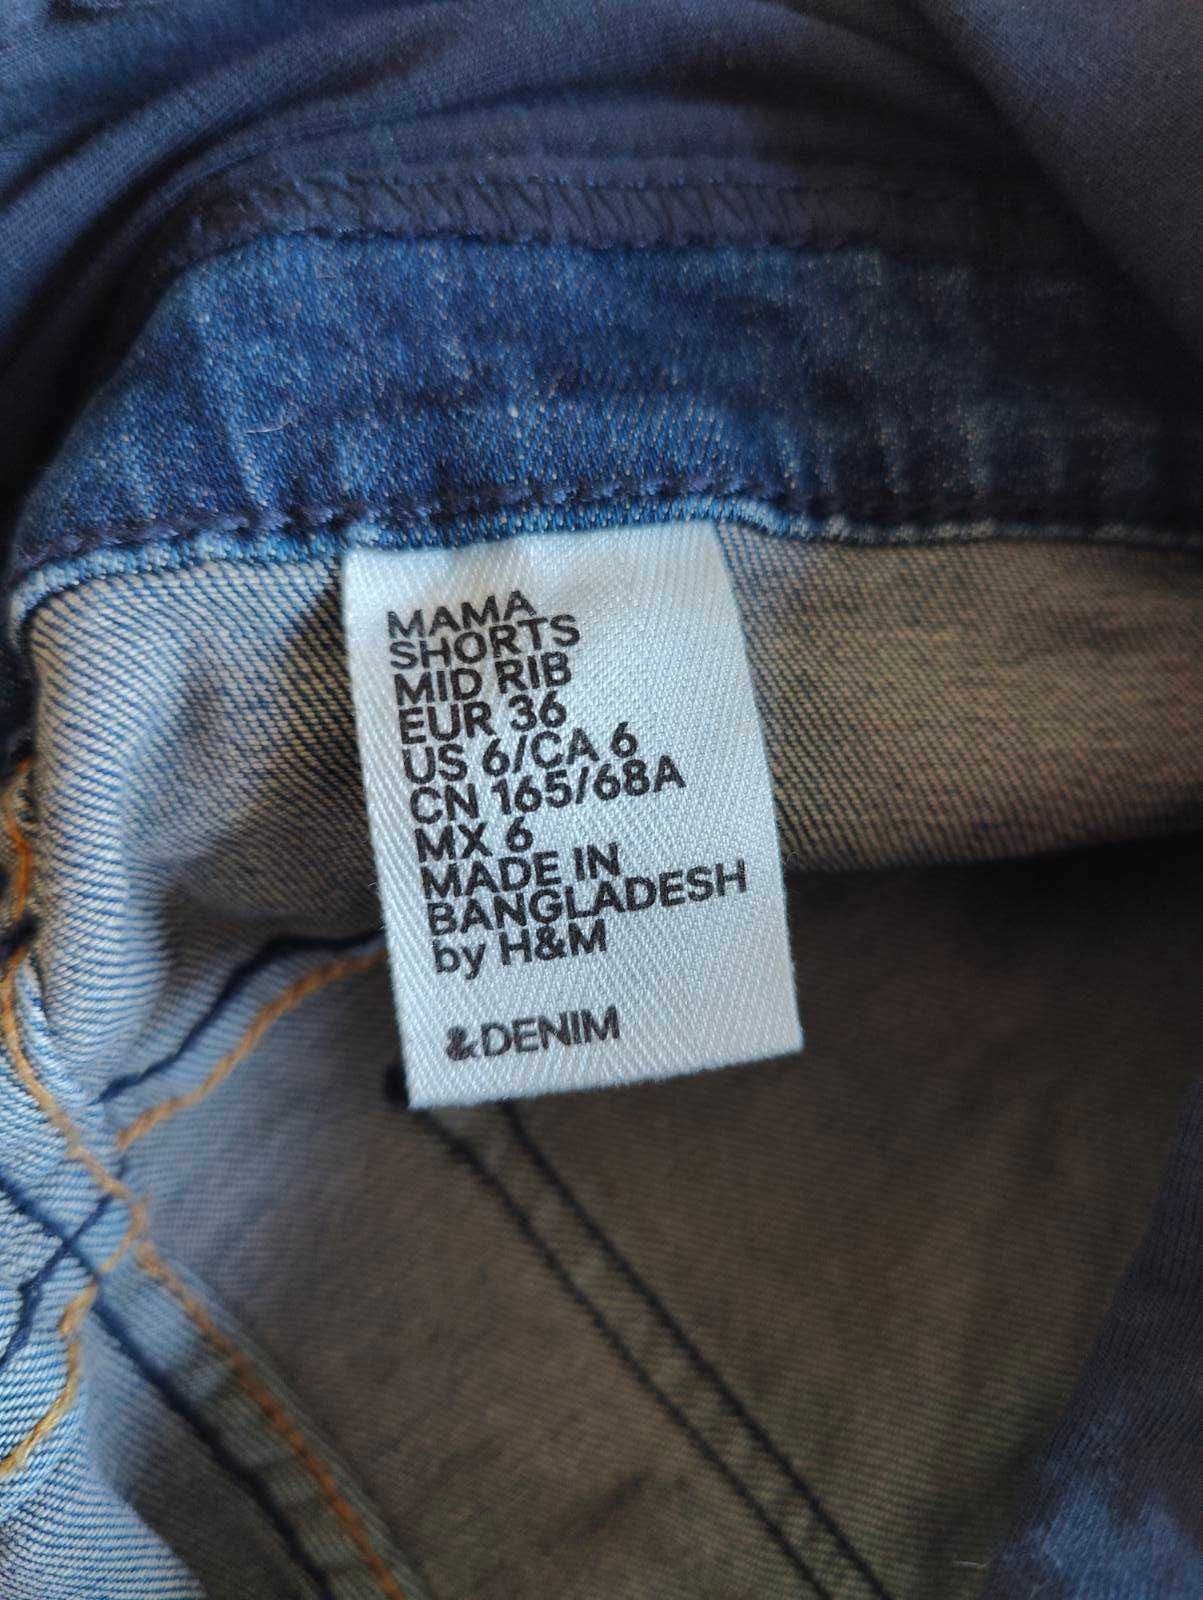 MAMA
SHORTS
MID RIB
EUR 36
US 6/CA 6
CN 165/68A
MX 6
MADE IN
BANGLADESH
by H&M
&DENIM